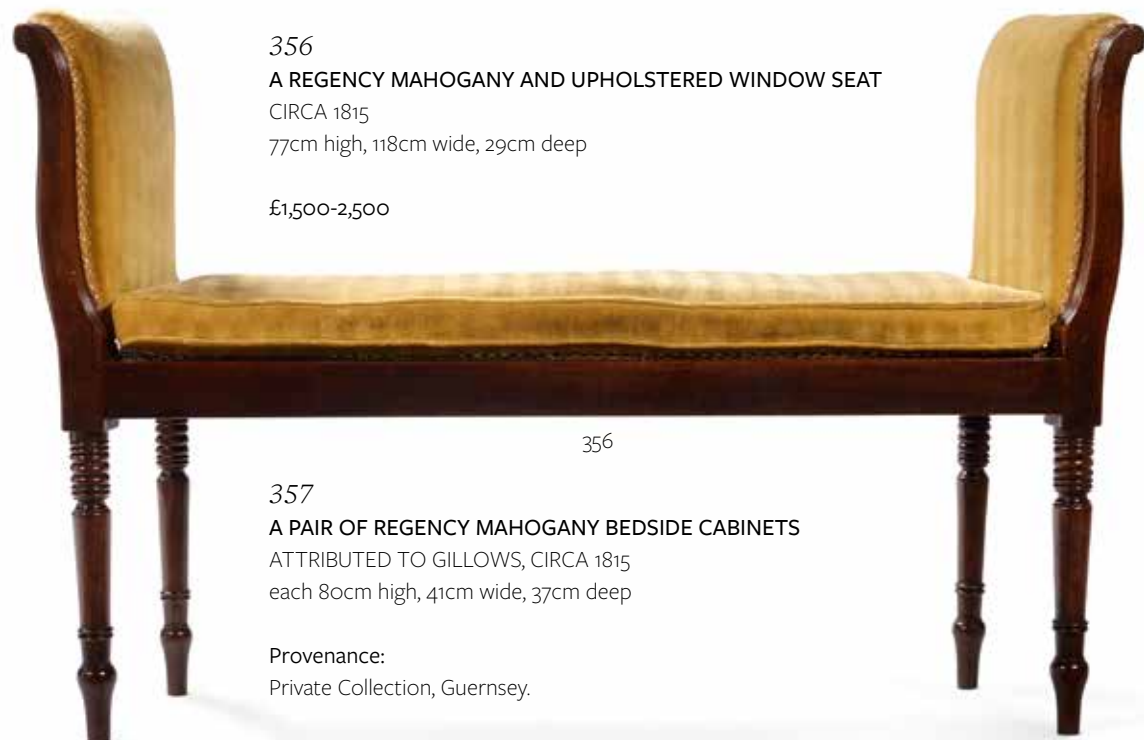 356
A REGENCY MAHOGANY AND UPHOLSTERED WINDOW SEAT
CIRCA 1815
77cm high, 118cm wide, 29cm deep
£1,500-2,500
356
357
A PAIR OF REGENCY MAHOGANY BEDSIDE CABINETS
ATTRIBUTED TO GILLOWS, CIRCA 1815
each 80cm high, 41cm wide, 37cm deep
Provenance:
Private Collection, Guernsey.